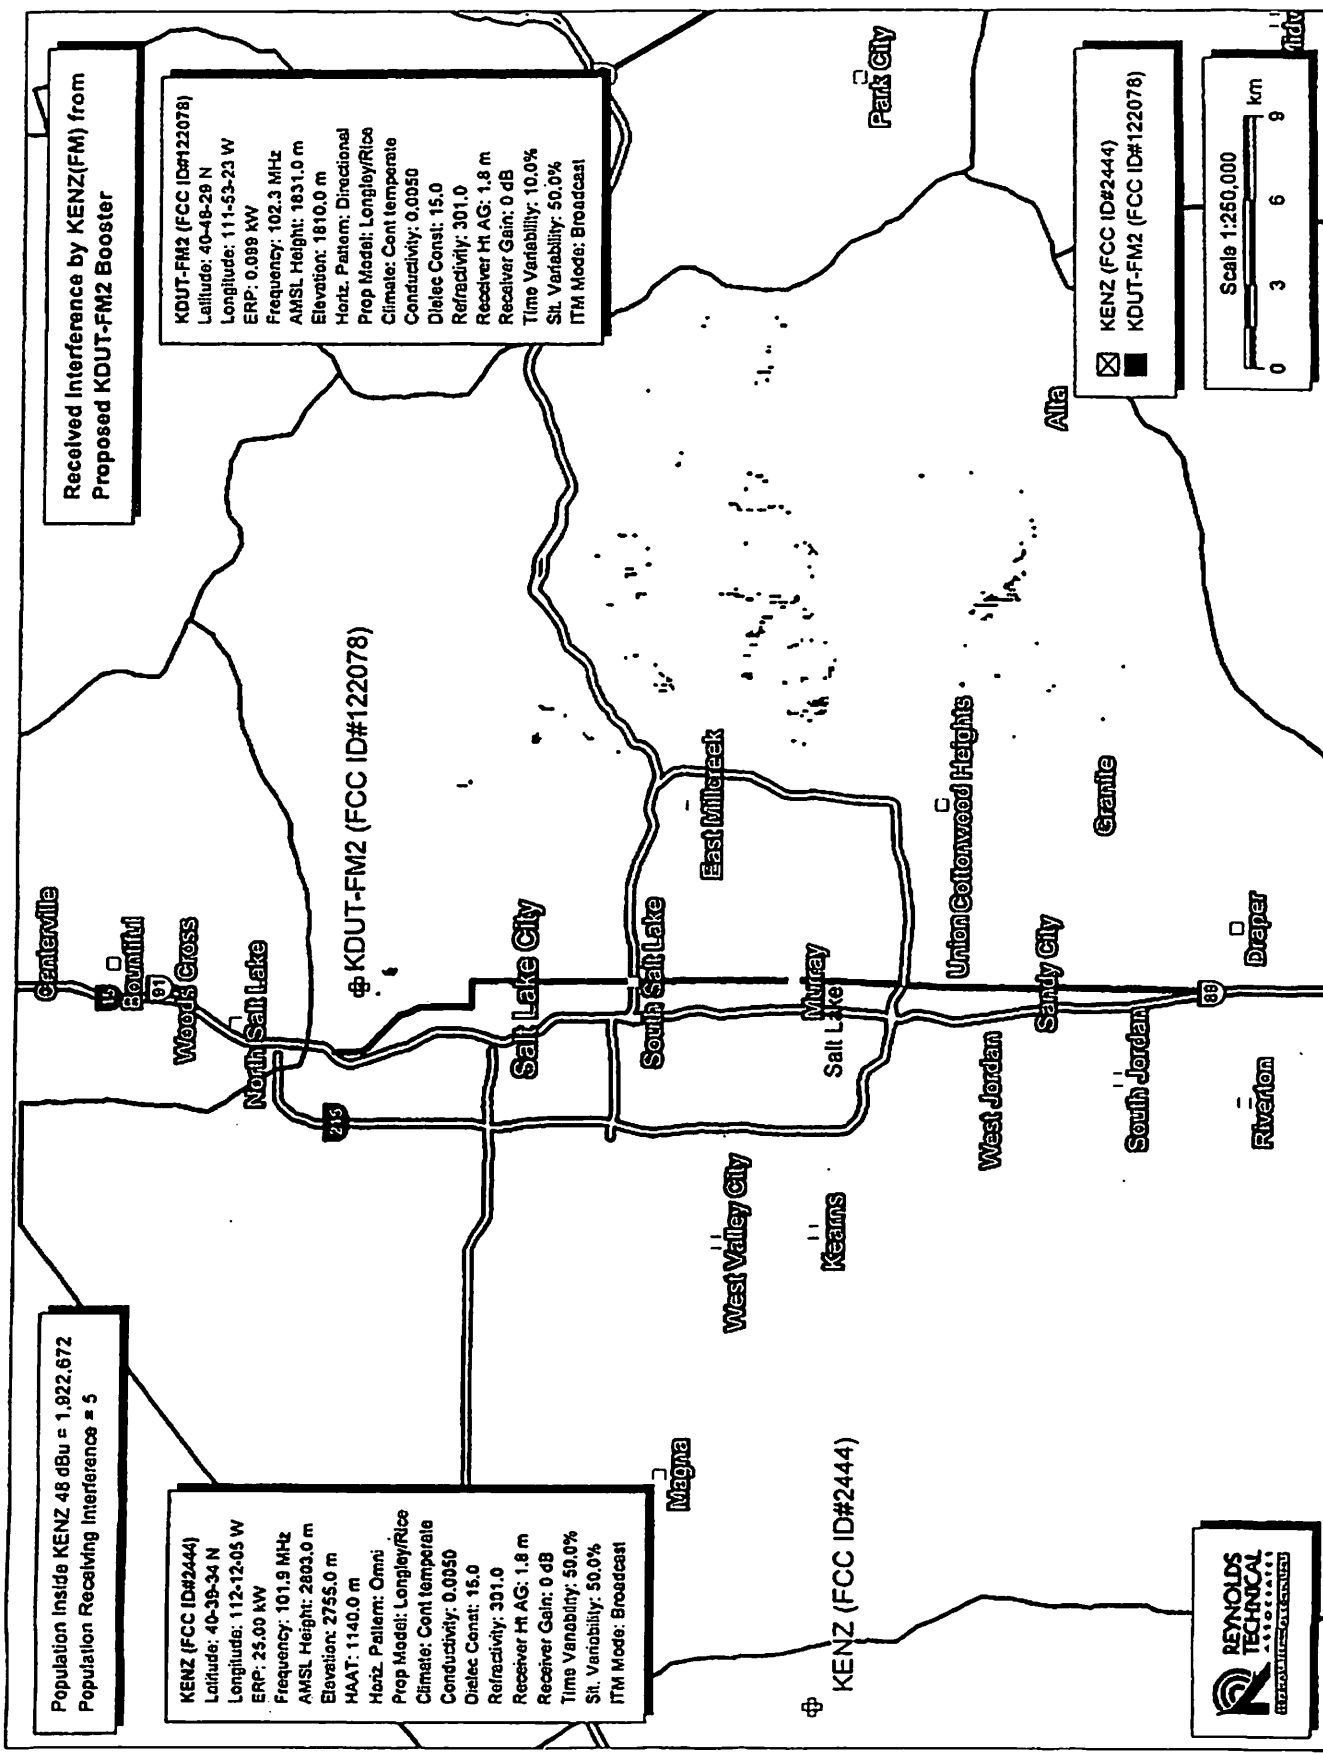 Received Interference by KENZ(FM) from
Proposed KDUT-FM2 Booster
Population Inside KENZ 48 dBu = 1,922,672
Population Receiving Interference = 5
KENZ (FCC ID#2444)
Latitude: 40-39-34 N
Longitude: 112-12-05 W
ERP: 25.00 kW
Frequency: 101.9 MHz
AMSL Height: 2803.0 m
Elevation: 2755.0 m
HAAT: 1140.0 m
Horiz. Pattern: Omni
Prop Model: Longley/Rice
Climate: Cont temperate
Conductivity: 0.0050
Dielec Const: 15.0
Refractivity: 301.0
Receiver Ht AG: 1.8 m
Receiver Gain: 0 dB
Time Variability: 50.0%
Sit. Variability: 50.0%
ITM Mode: Broadcast
KDUT-FM2 (FCC ID#122078)
Latitude: 40-48-29 N
Longitude: 111-53-23 W
ERP: 0.099 kW
Frequency: 102.3 MHz
AMSL Height: 1831.0 m
Elevation: 1810.0 m
Horiz. Pattern: Directional
Prop Model: Longley/Rice
Climate: Cont temperate
Conductivity: 0.0050
Dielec Const: 15.0
Refractivity: 301.0
Receiver Ht AG: 1.8 m
Receiver Gain: 0 dB
Time Variability: 10.0%
Sit. Variability: 50.0%
ITM Mode: Broadcast
Centerville
15
Bountiful
91
Woods Cross
North Salt Lake
215
KDUT-FM2 (FCC ID#122078)
Salt Lake City
South Salt Lake
East Millcreek
Park City
Magna
West Valley City
Murray
Salt Lake
Kearns
KENZ (FCC ID#2444)
Union Cottonwood Heights
West Jordan
Sandy City
Alta
Granite
South Jordan
89
Draper
Riverton
KENZ (FCC ID#2444)
KDUT-FM2 (FCC ID#122078)
Scale 1:250,000
0 3 6 9 km
REYNOLDS
TECHNICAL
ASSOCIATES